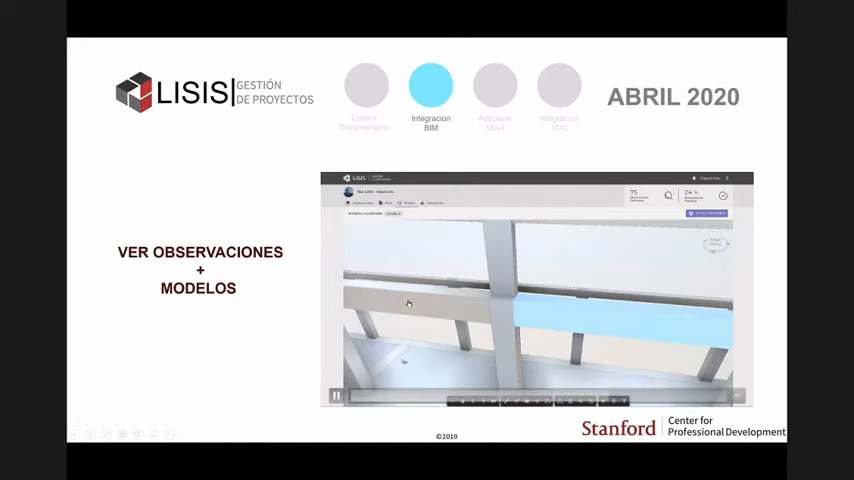 LISIS
GESTIÓN
DE PROYECTOS
Control
Documentario
Integracion
BIM
Aplicativo
Movil
Integracion
VDC
ABRIL 2020
VER OBSERVACIONES
+
MODELOS
LISIS
75
24 %
©2019
Stanford
Center for
Professional Development